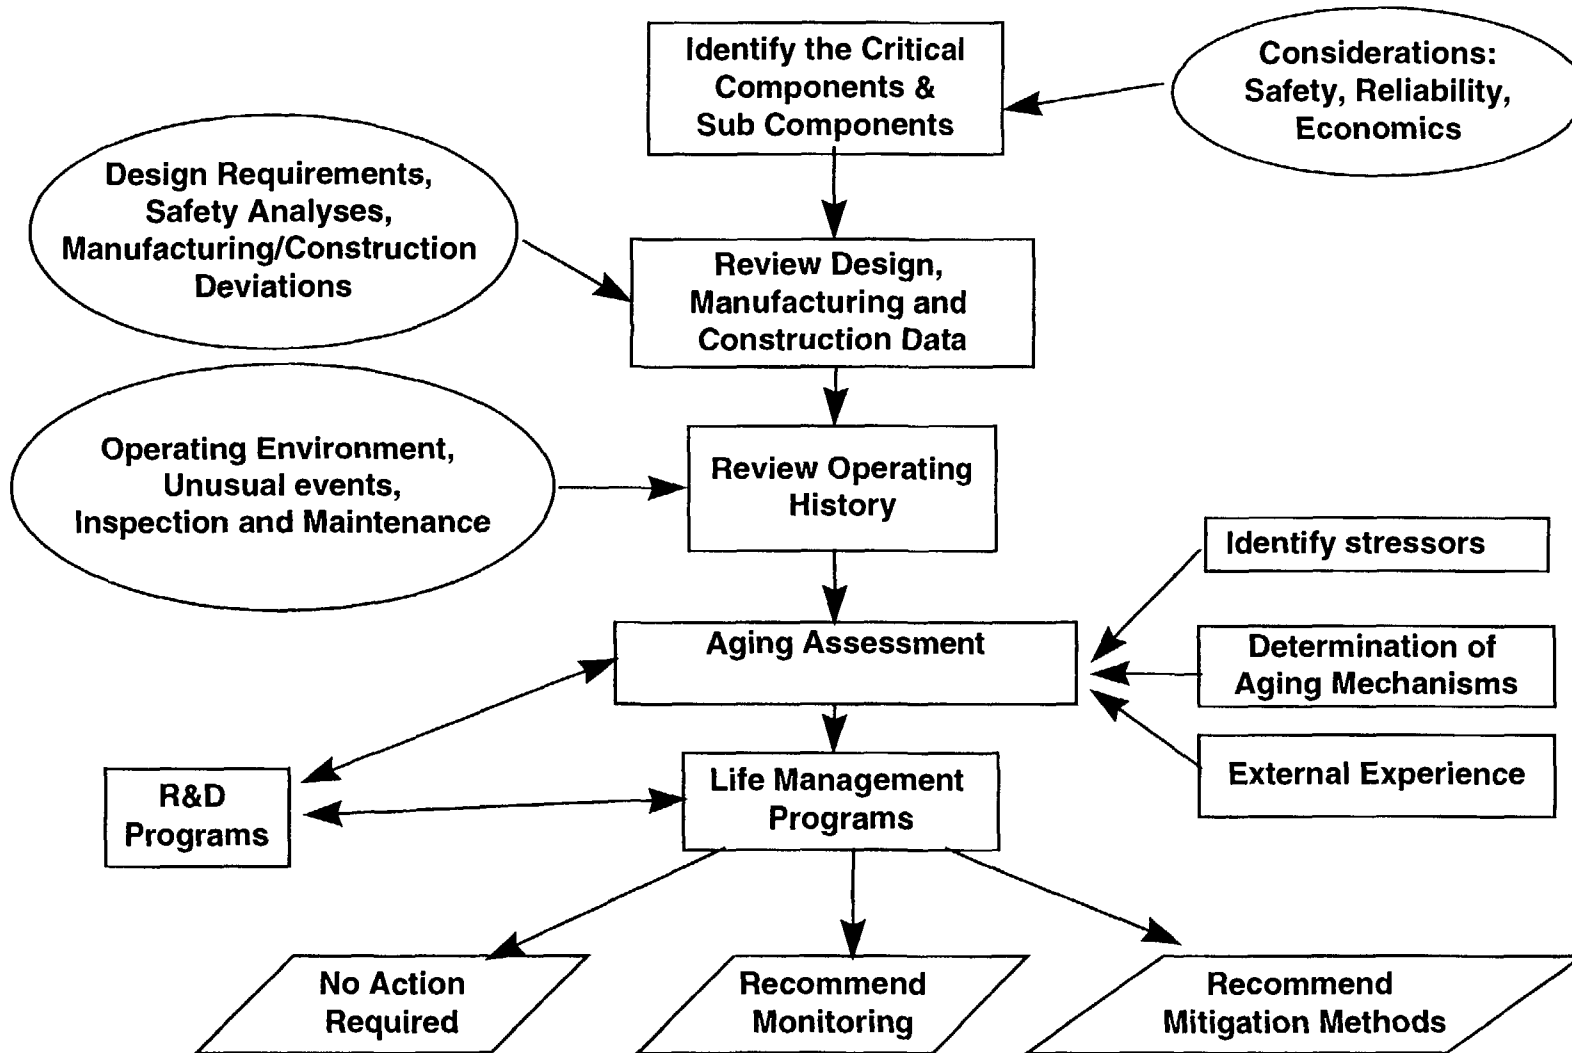 Identify the Critical
Components &
Sub Components
Considerations:
Safety, Reliability,
Economics
Design Requirements,
Safety Analyses,
Manufacturing/Construction
Deviations
Review Design,
Manufacturing and
Construction Data
Operating Environment,
Unusual events,
Inspection and Maintenance
Review Operating
History
Identify stressors
Aging Assessment
Determination of
Aging Mechanisms
External Experience
R&D
Programs
Life Management
Programs
No Action
Required
Recommend
Monitoring
Recommend
Mitigation Methods